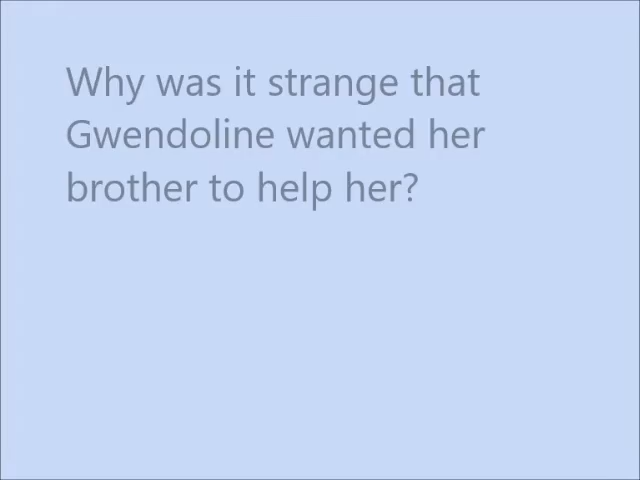 Why was it strange that
Gwendoline wanted her
brother to help her?